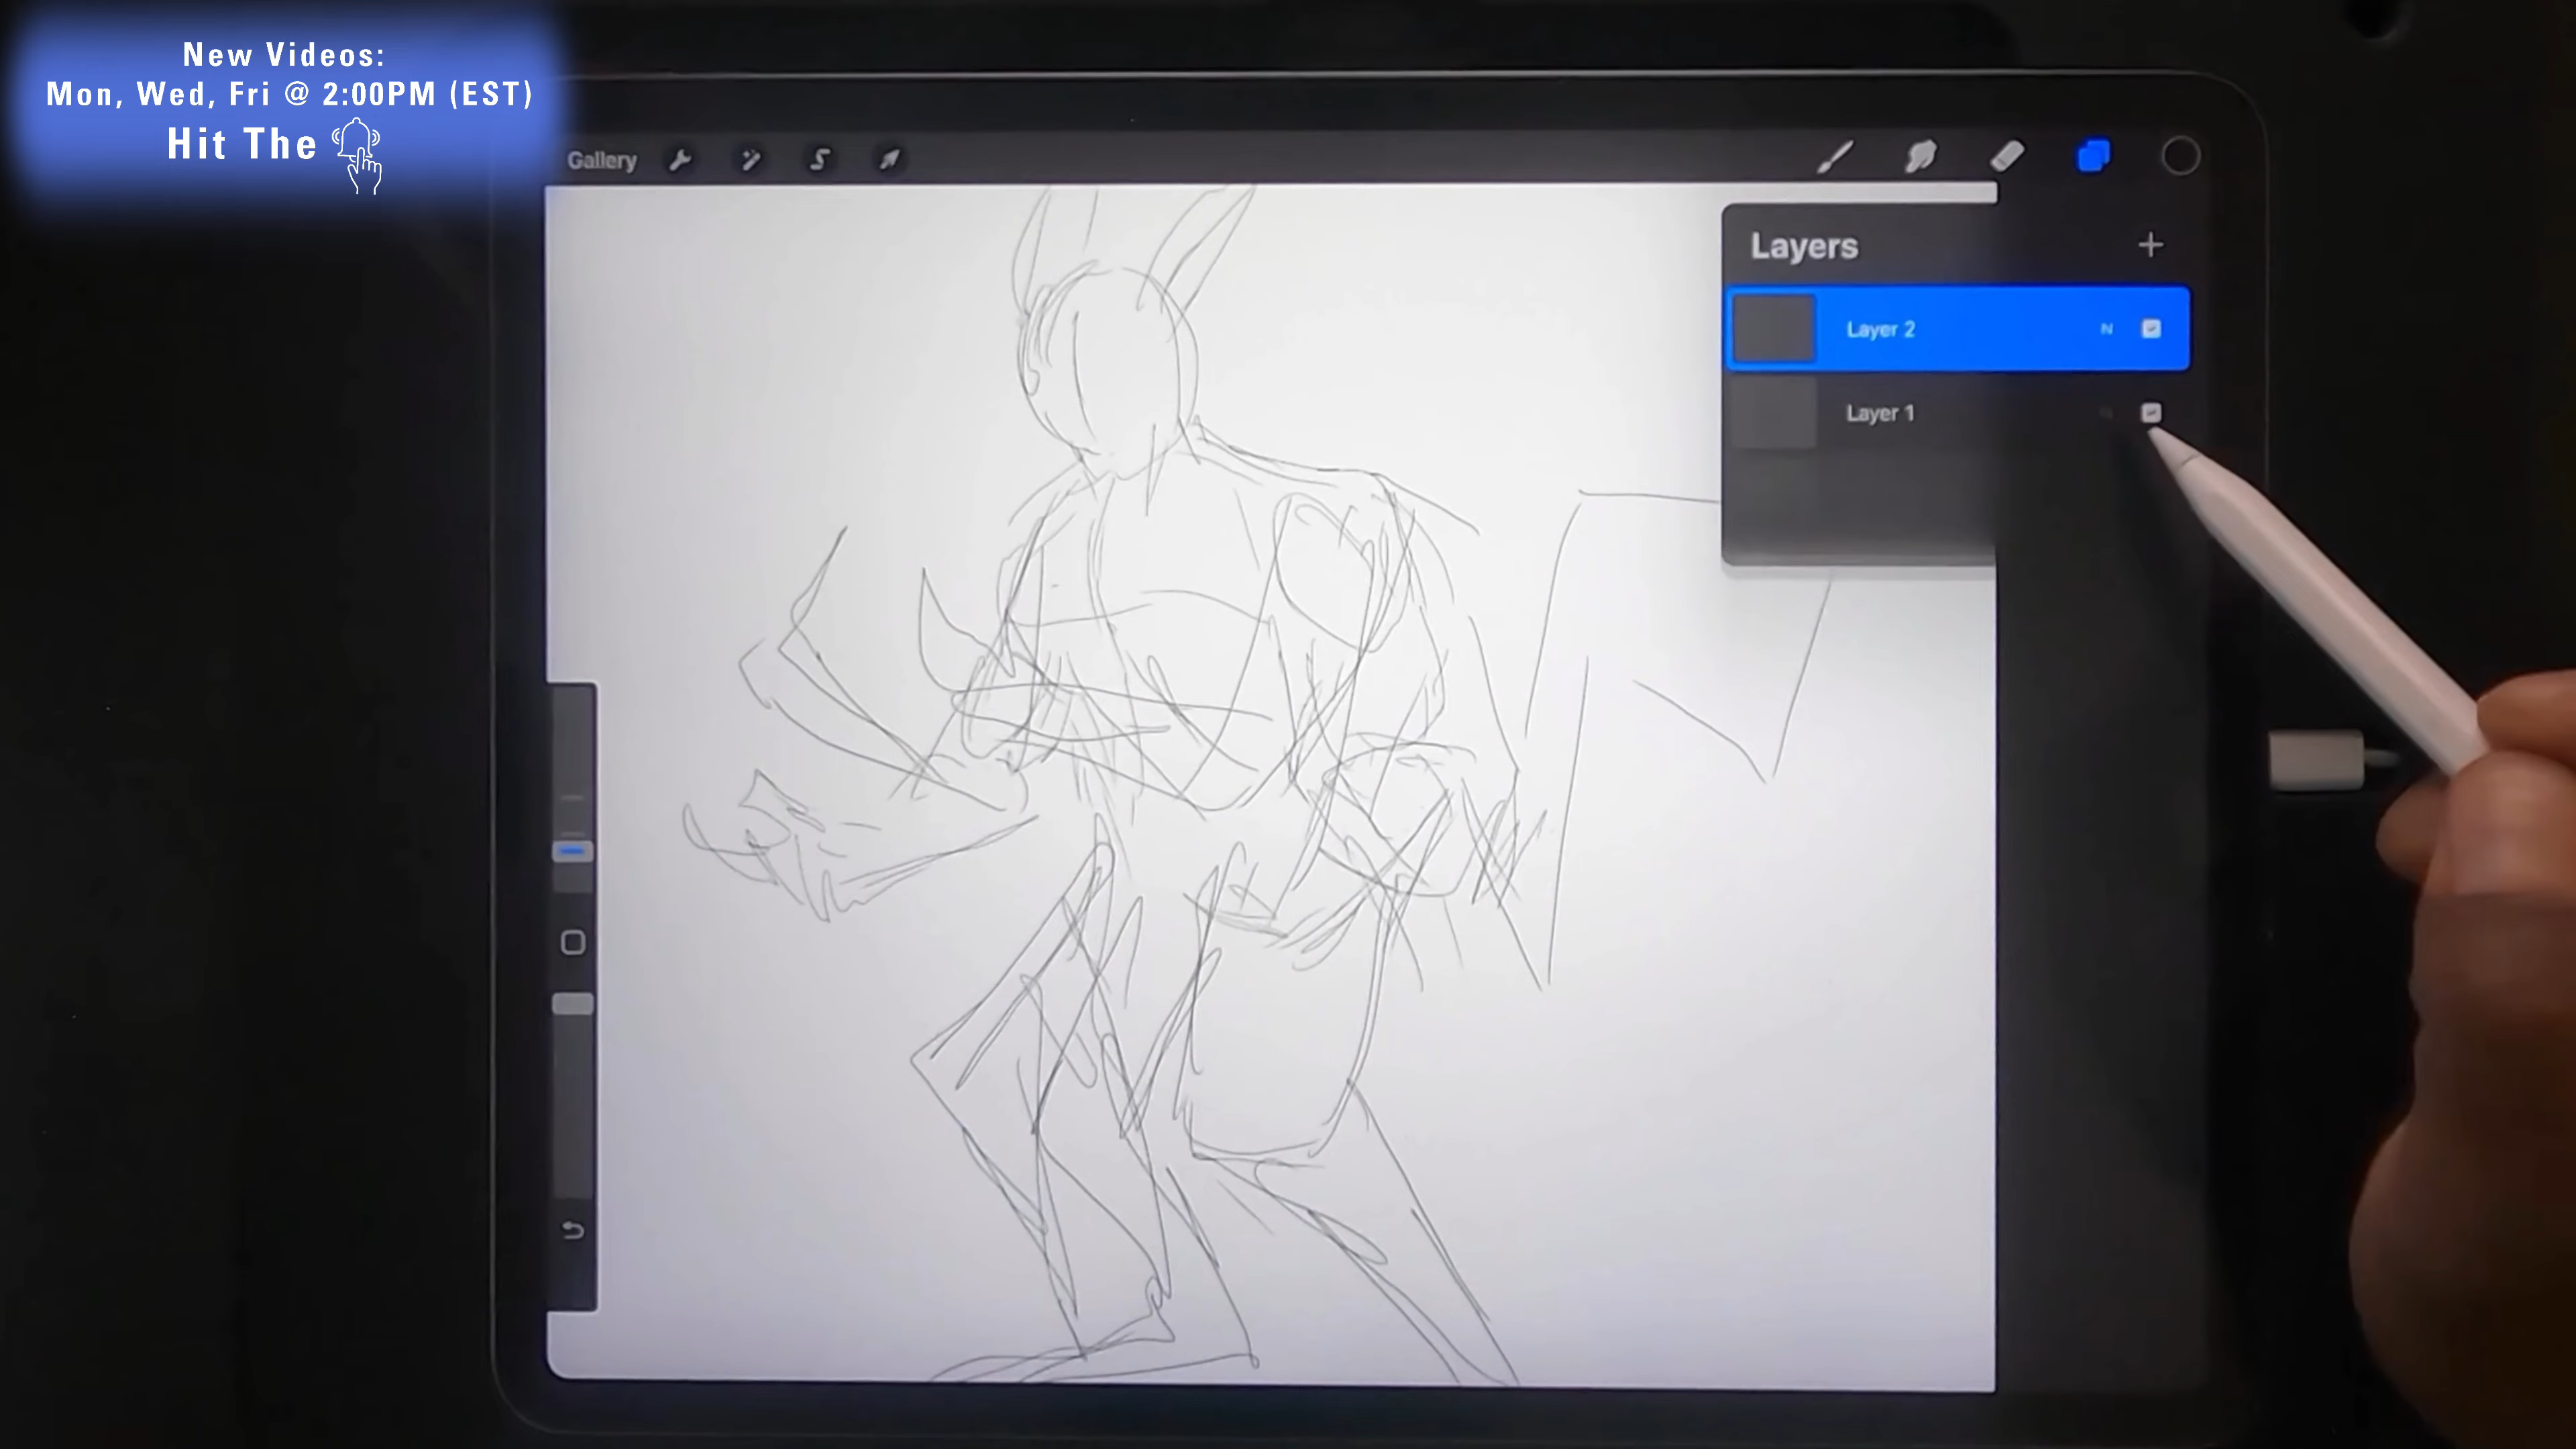 New Videos:
Mon, Wed, Fri @ 2:00PM (EST)
Hit The
Gallery
Layers
Layer 2 N
Layer 1